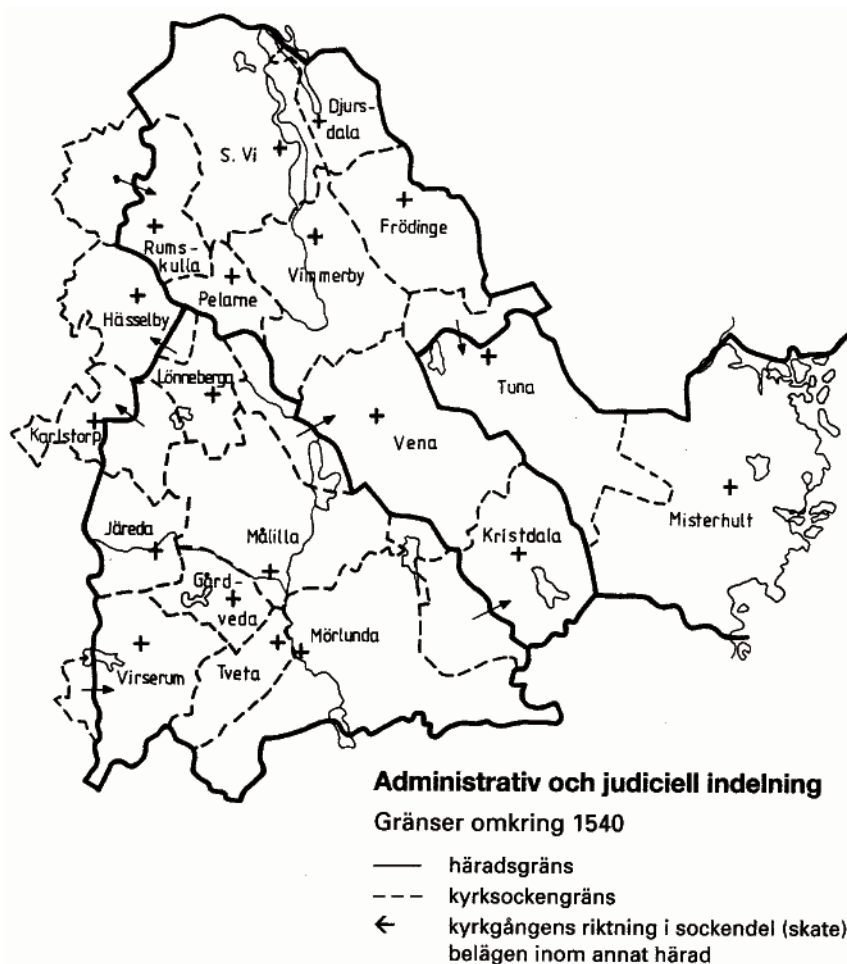 Djurs-
dala
S. Vi
Frödinge
Rums-
kulla
Vimmerby
Pelarne
Hässelby
Lönneberga
Tuna
Karlstorp
Vena
Misterhult
Järeda
Målilla
Kristdala
Gård-
veda
Mörlunda
Virserum
Tveta
Administrativ och judiciell indelning
Gränser omkring 1540
häradsgräns
kyrksockengräns
kyrkgångens riktning i sockendel (skate)
belägen inom annat härad